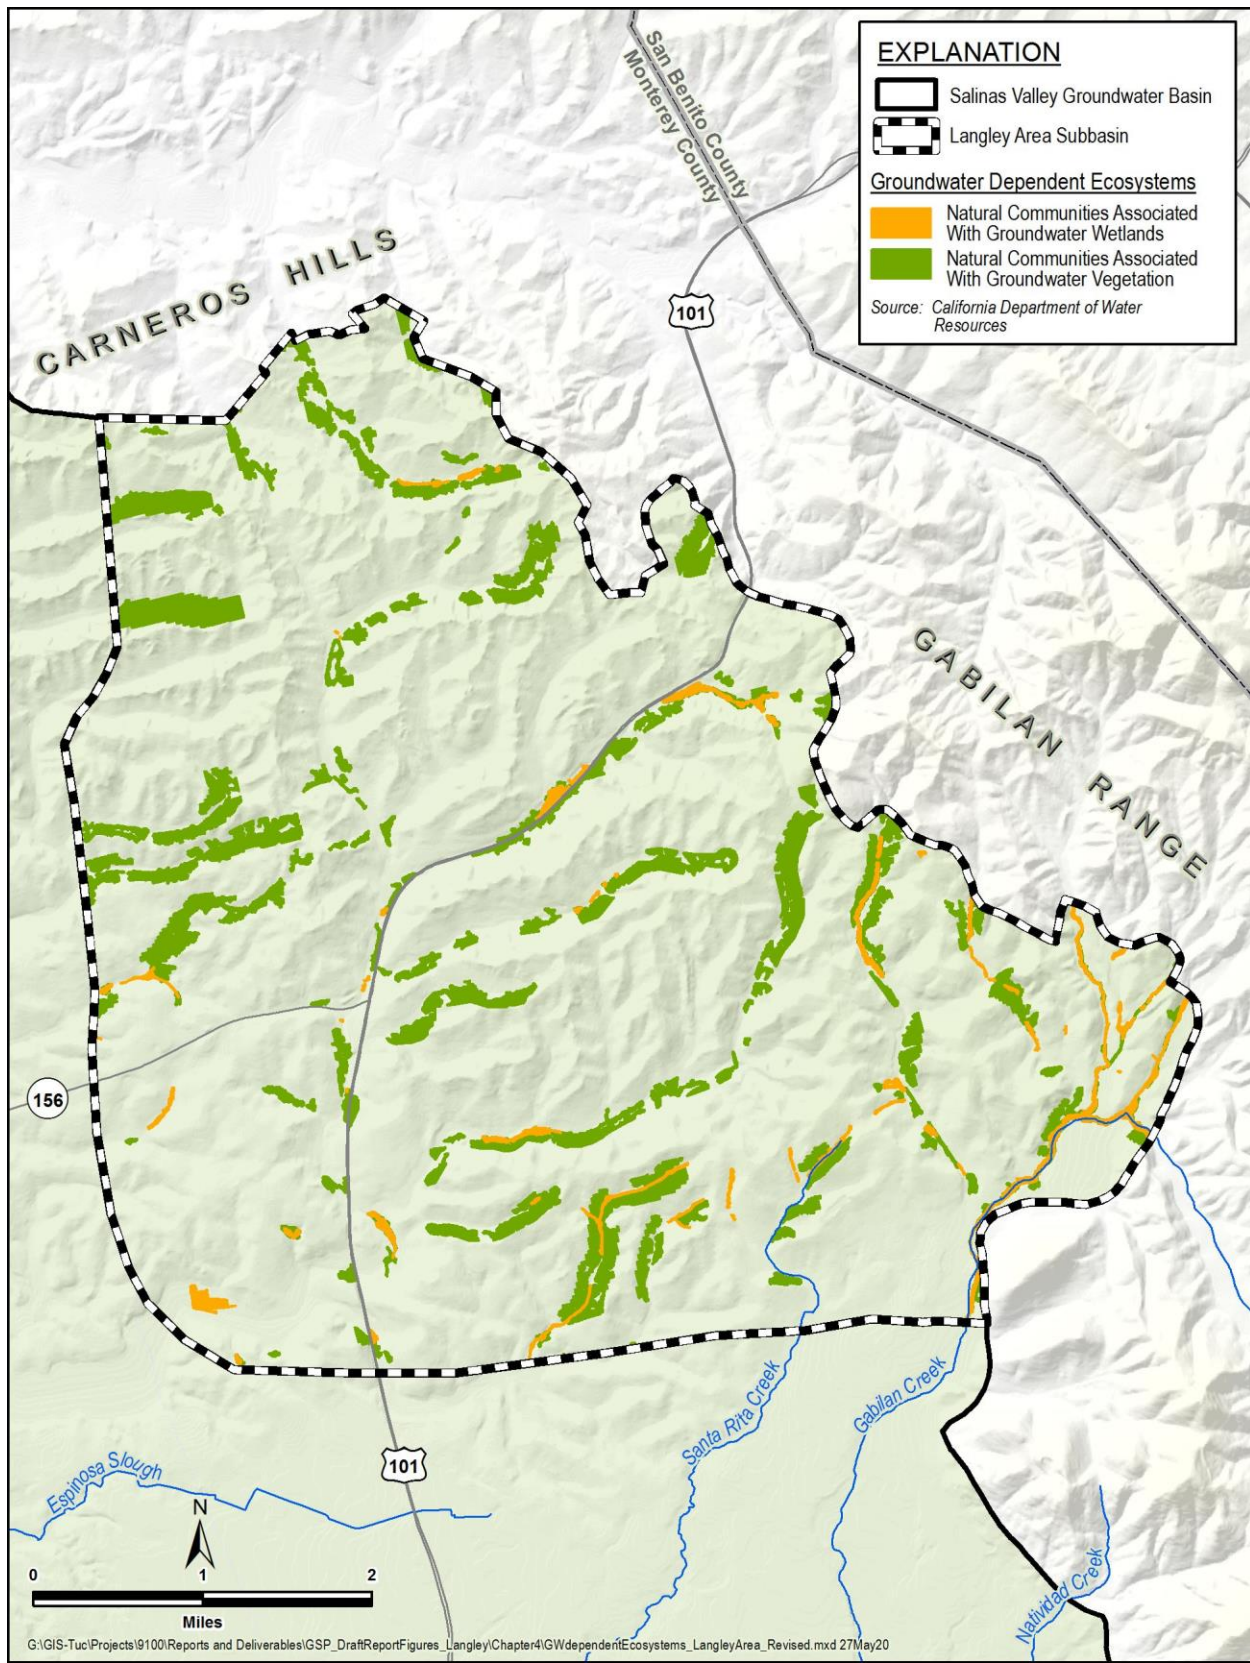 San Benito County
Monterey County
EXPLANATION
Salinas Valley Groundwater Basin
Langley Area Subbasin
Groundwater Dependent Ecosystems
Natural Communities Associated
With Groundwater Wetlands
Natural Communities Associated
With Groundwater Vegetation
Source: California Department of Water
Resources
CARNEROS HILLS
101
GABILAN RANGE
156
Santa Rita Creek
Gabilan Creek
101
Espinosa Slough
N
0 1 2
Miles
Natividad Creek
G:\GIS-Tuc\Projects\9100\Reports and Deliverables\GSP_DraftReportFigures_Langley\Chapter4\GWdependentEcosystems_LangleyArea_Revised.mxd 27May20